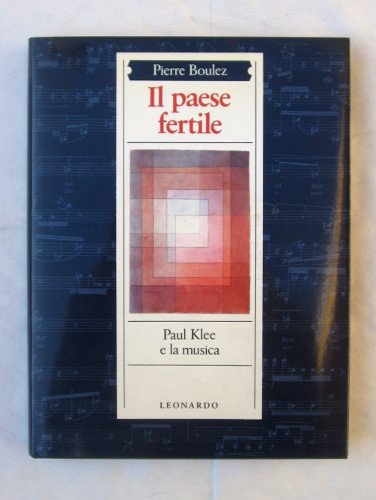 Pierre Boulez
Il paese
fertile
Paul Klee
e la musica
LEONARDO